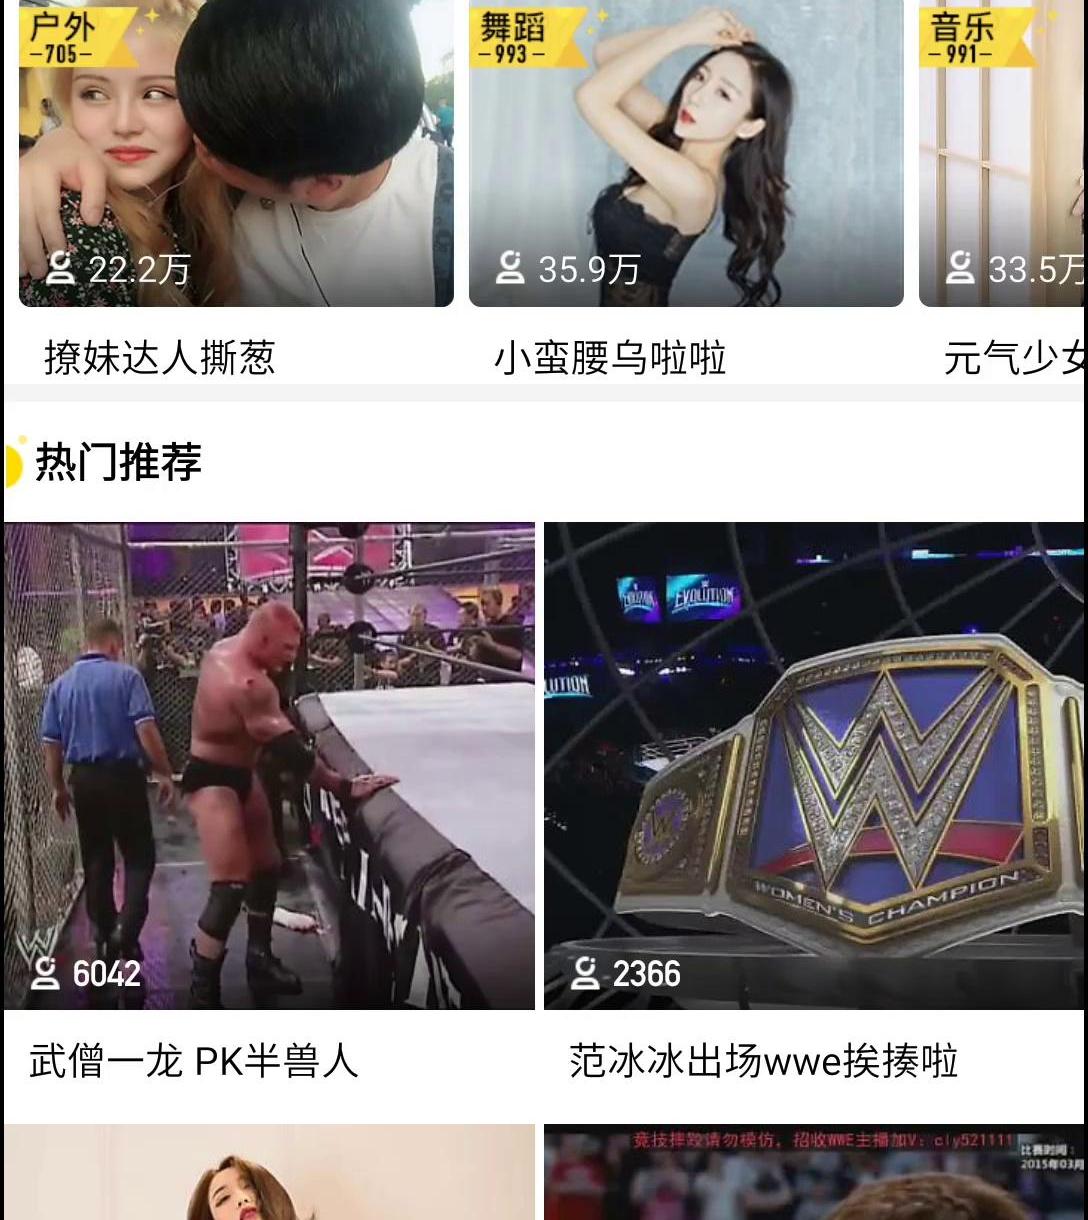 户外
-705-
舞蹈
-993-
音乐
-991-
22.2万
35.9万
33.5万
撩妹达人撕葱
小蛮腰乌啦啦
元气少女
热门推荐
EVOLUTION
LUTION
W
WOMEN'S CHAMPION
6042
2366
武僧一龙 PK半兽人
范冰冰出场wwe挨揍啦
竞技摔跤请勿模仿, 招收WWE主播加V: cly521111
比赛时间:
2015年03月